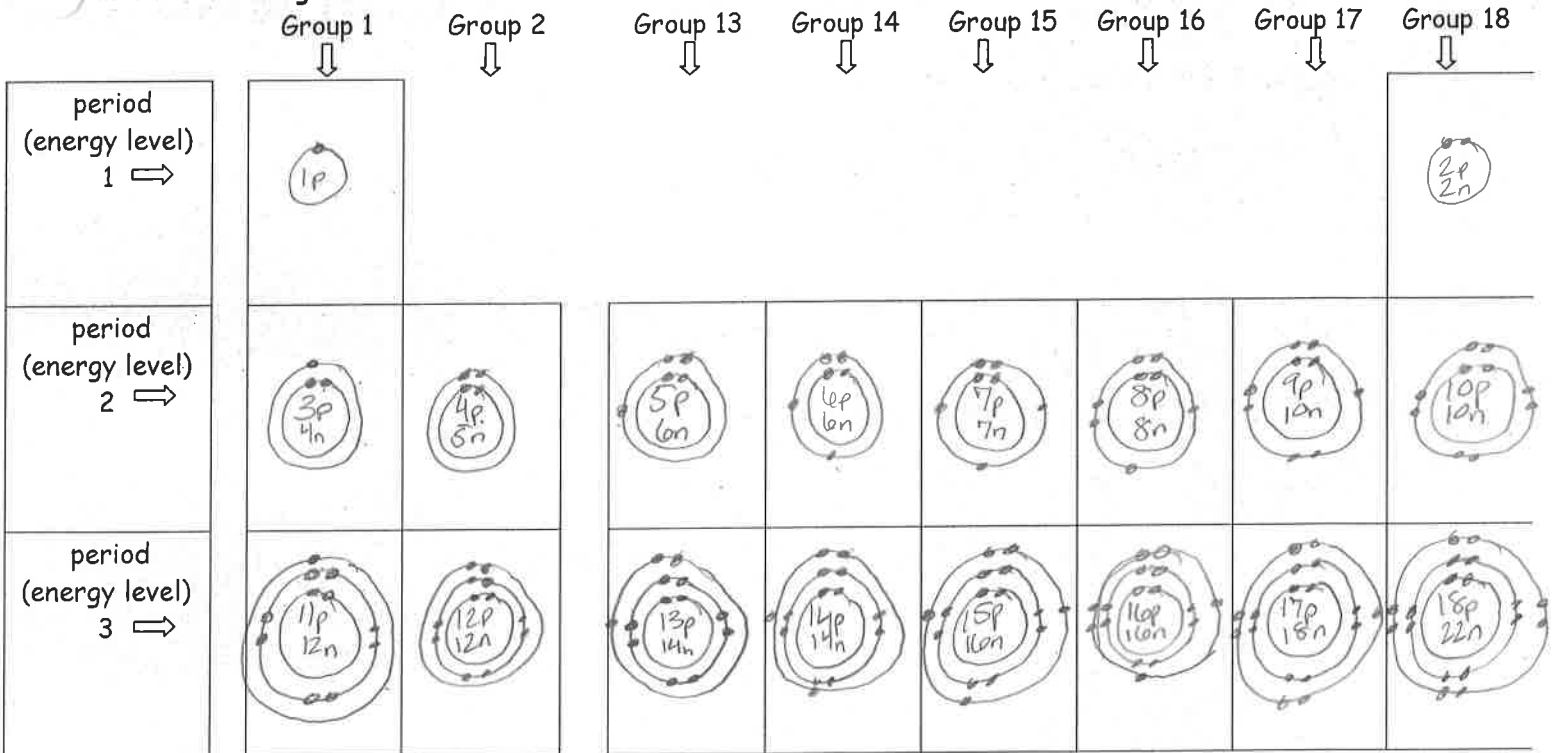 Group 1 Group 2 Group 13 Group 14 Group 15 Group 16 Group 17 Group 18
period
(energy level)
1
1p
2p
2n
period
(energy level)
2
3p
4n
4p
5n
5p
6n
6p
6n
7p
7n
8p
8n
9p
10n
10p
10n
period
(energy level)
3
11p
12n
12p
12n
13p
14n
14p
14n
15p
16n
16p
16n
17p
18n
18p
22n